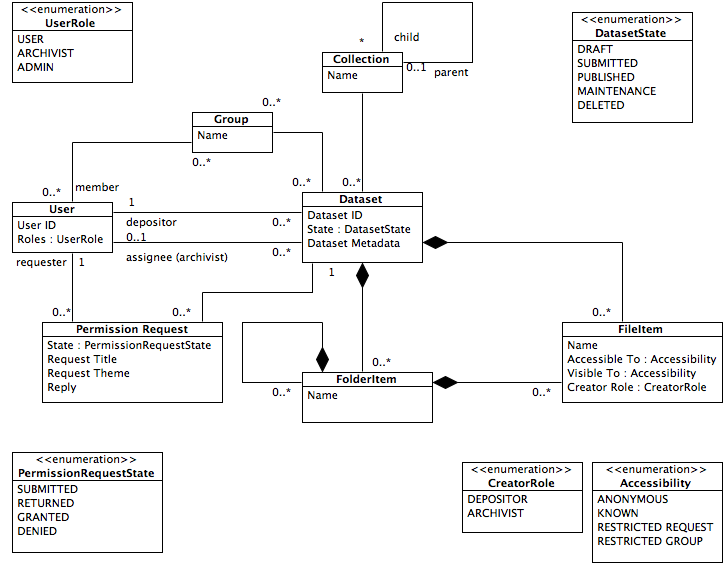 <<enumeration>>
UserRole
USER
ARCHIVIST
ADMIN
child
*
Collection
Name
0..1
parent
<<enumeration>>
DatasetState
DRAFT
SUBMITTED
PUBLISHED
MAINTENANCE
DELETED
0..*
Group
Name
0..*
0..*
member
0..*
0..*
User
User ID
Roles : UserRole
1
depositor
0..*
0..1
assignee (archivist)
0..*
Dataset
Dataset ID
State : DatasetState
Dataset Metadata
requester
1
1
0..*
0..*
0..*
Permission Request
State : PermissionRequestState
Request Title
Request Theme
Reply
FileItem
Name
Accessible To : Accessibility
Visible To : Accessibility
Creator Role : CreatorRole
0..*
0..*
FolderItem
Name
0..*
<<enumeration>>
PermissionRequestState
SUBMITTED
RETURNED
GRANTED
DENIED
<<enumeration>>
CreatorRole
DEPOSITOR
ARCHIVIST
<<enumeration>>
Accessibility
ANONYMOUS
KNOWN
RESTRICTED REQUEST
RESTRICTED GROUP